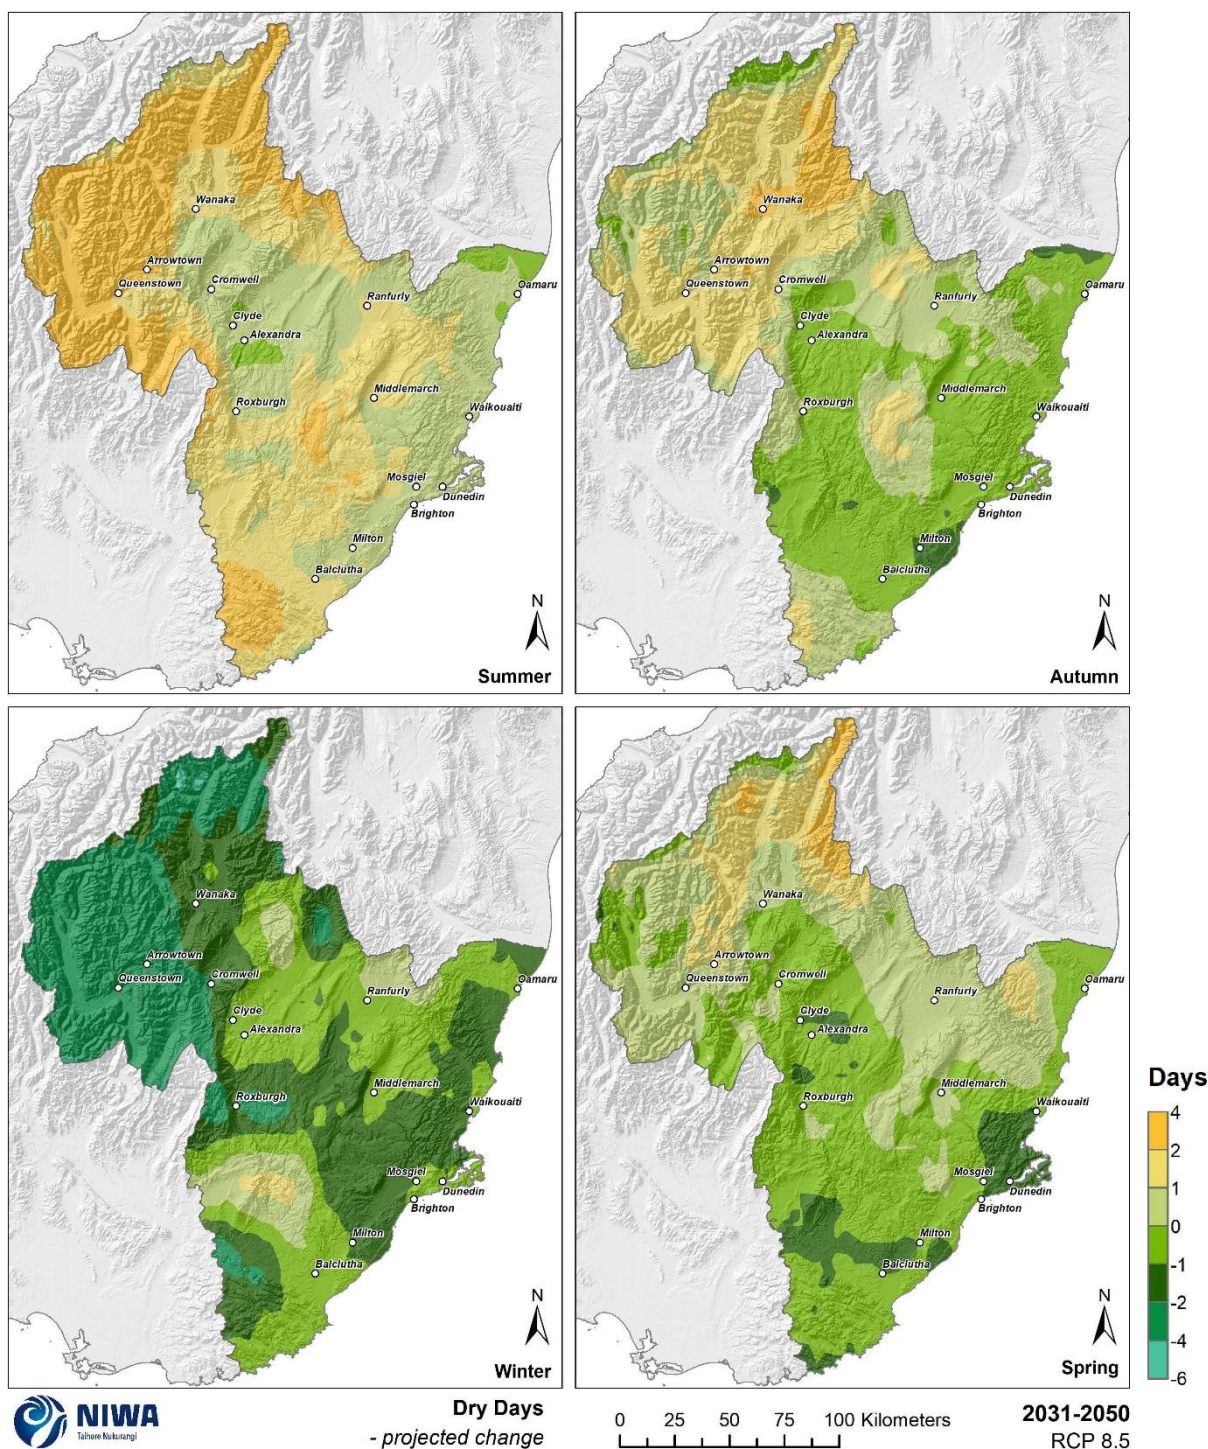 Wanaka
Arrowtown
Queenstown
Cromwell
Clyde
Alexandra
Ranfurly
Oamaru
Middlemarch
Roxburgh
Waikouaiti
Mosgiel
Dunedin
Brighton
Milton
Balclutha
N
Summer
Wanaka
Arrowtown
Queenstown
Cromwell
Clyde
Alexandra
Ranfurly
Oamaru
Middlemarch
Roxburgh
Waikouaiti
Mosgiel
Dunedin
Brighton
Milton
Balclutha
N
Autumn
Wanaka
Arrowtown
Queenstown
Cromwell
Clyde
Alexandra
Ranfurly
Oamaru
Middlemarch
Roxburgh
Waikouaiti
Mosgiel
Dunedin
Brighton
Milton
Balclutha
N
Winter
Wanaka
Arrowtown
Queenstown
Cromwell
Clyde
Alexandra
Ranfurly
Oamaru
Middlemarch
Roxburgh
Waikouaiti
Mosgiel
Dunedin
Brighton
Milton
Balclutha
N
Spring
Days
4
2
1
0
-1
-2
-4
-6
NIWA
Taihoro Nukurangi
Dry Days
- projected change
0 25 50 75 100 Kilometers
2031-2050
RCP 8.5